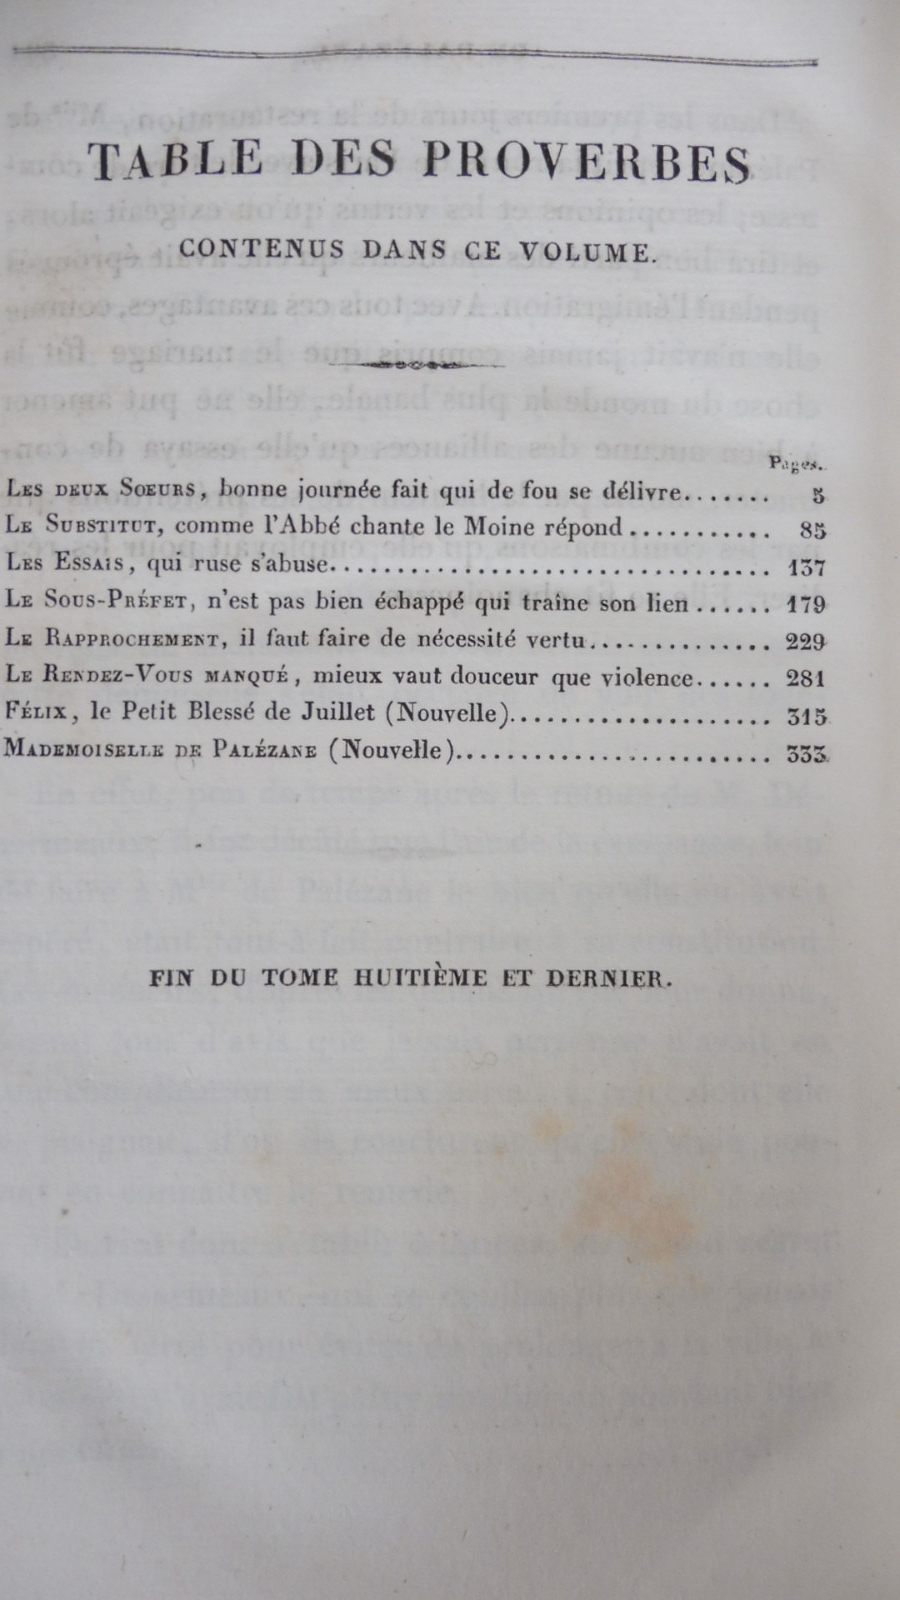 TABLE DES PROVERBES
CONTENUS DANS CE VOLUME.
Pages.
LES DEUX SOEURS, bonne journée fait qui de fou se délivre....... 5
LE SUBSTITUT, comme l'Abbé chante le Moine répond........... 85
LES ESSAIS, qui ruse s'abuse................................. 137
LE SOUS-PRÉFET, n'est pas bien échappé qui traine son lien...... 179
LE RAPPROCHEMENT, il faut faire de nécessité vertu.............. 229
LE RENDEZ-VOUS MANQUÉ, mieux vaut douceur que violence...... 281
FÉLIX, le Petit Blessé de Juillet (Nouvelle).................... 315
MADEMOISELLE DE PALÉZANE (Nouvelle)........................ 333
FIN DU TOME HUITIÈME ET DERNIER.